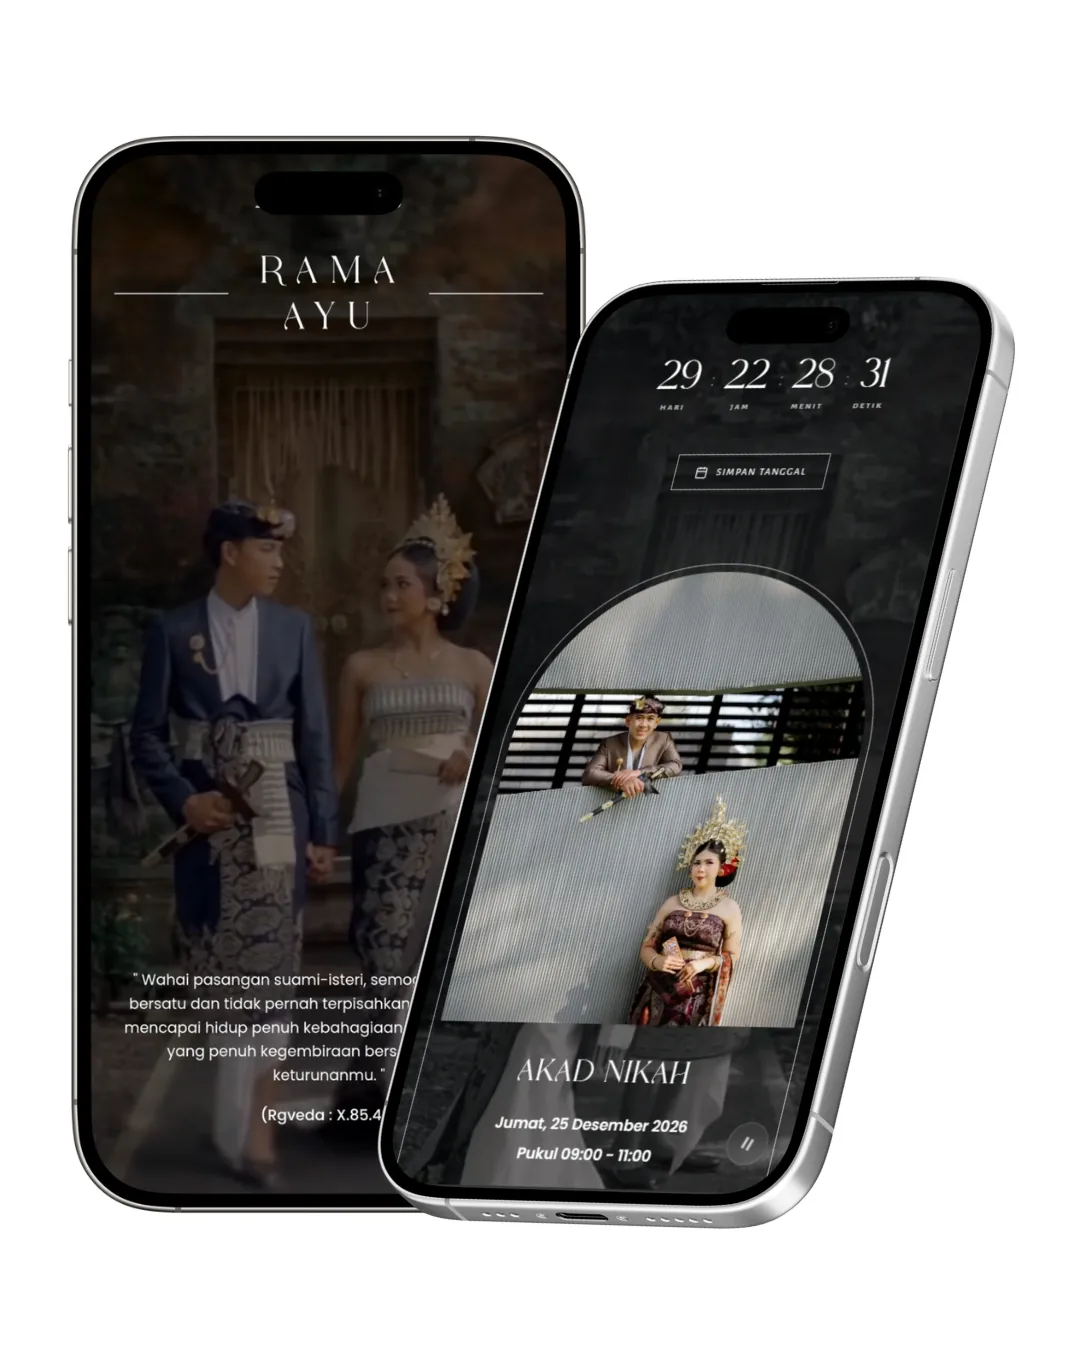 RAMA
AYU
" Wahai pasangan suami-isteri,
bersatu dan tidak pernah terpisahkan
mencapai hidup penuh kebahagiaan
yang penuh kegembiraan
keturunanmu. "
(Rgveda : X.85.4
29 : 22 : 28 : 31
HARI JAM MENIT DETIK
SIMPAN TANGGAL
AKAD NIKAH
Jumat, 25 Desember 2026
Pukul 09:00 - 11:00